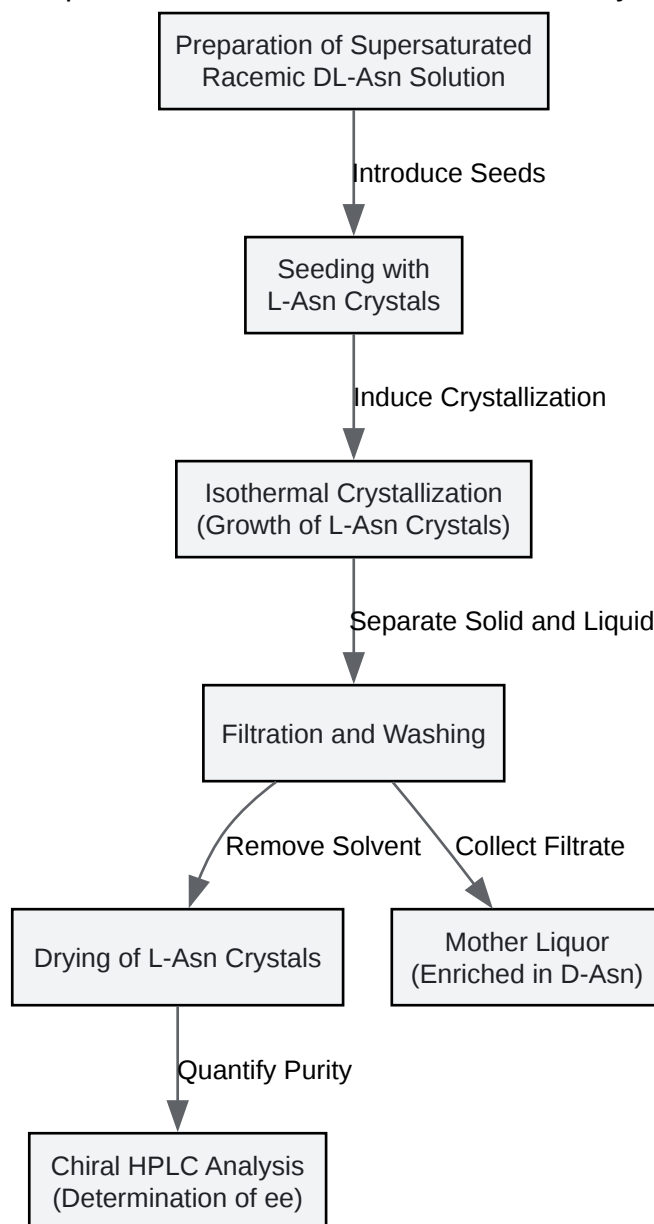 Preparation of Supersaturated
Racemic DL-Asn Solution
Introduce Seeds
Seeding with
L-Asn Crystals
Induce Crystallization
Isothermal Crystallization
(Growth of L-Asn Crystals)
Separate Solid and Liquid
Filtration and Washing
Remove Solvent
Collect Filtrate
Drying of L-Asn Crystals
Mother Liquor
(Enriched in D-Asn)
Quantify Purity
Chiral HPLC Analysis
(Determination of ee)